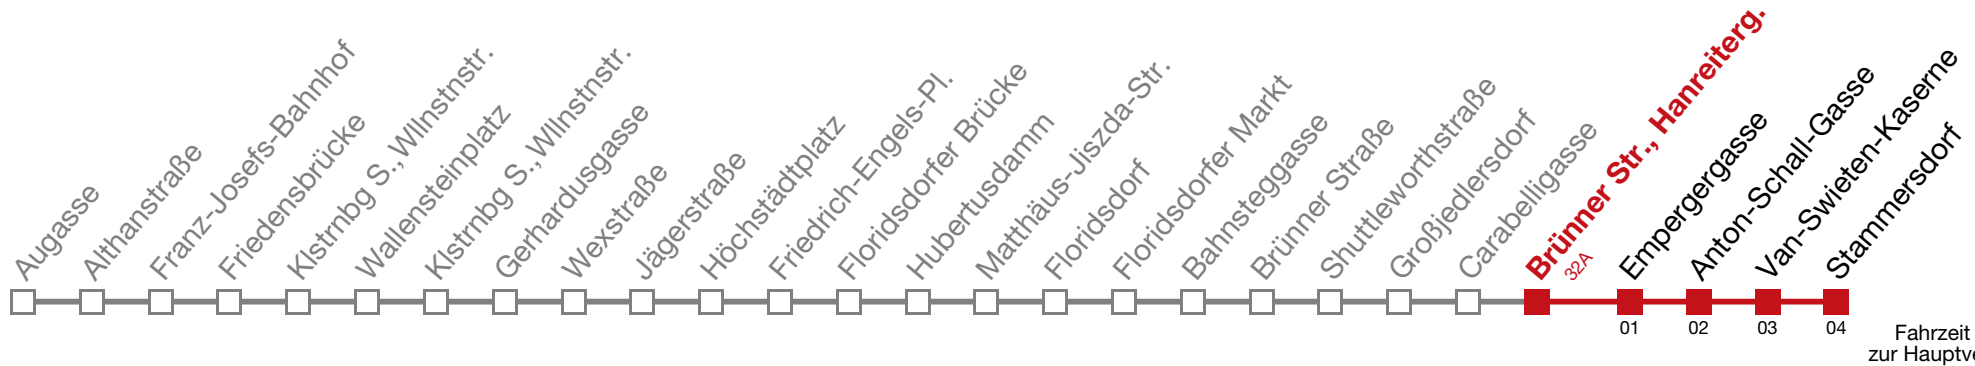 Augasse
Althanstraße
Franz-Josefs-Bahnhof
Friedensbrücke
Klstrnbg S., Wllnstnstr.
Wallensteinplatz
Klstrnbg S., Wllnstnstr.
Gerhardusgasse
Wexstraße
Jägerstraße
Höchstädtplatz
Friedrich-Engels-Pl.
Floridsdorfer Brücke
Hubertusdamm
Matthäus-Jiszda-Str.
Floridsdorf
Floridsdorfer Markt
Bahnsteggasse
Brünner Straße
Shuttleworthstraße
Großjedlersdorf
Carabelligasse
Brünner Str., Hanreiterg.
32A
Empergergasse
Anton-Schall-Gasse
Van-Swieten-Kaserne
Stammersdorf
01
02
03
04
Fahrzeit
zur Hauptve